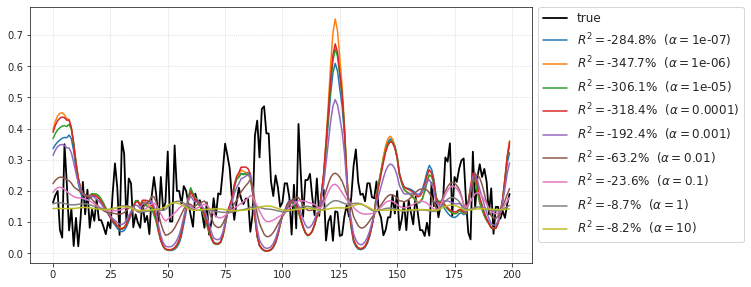 0.7
0.6
0.5
0.4
0.3
0.2
0.1
0.0
0 25 50 75 100 125 150 175 200
true
R² = -284.8% (α = 1e-07)
R² = -347.7% (α = 1e-06)
R² = -306.1% (α = 1e-05)
R² = -318.4% (α = 0.0001)
R² = -192.4% (α = 0.001)
R² = -63.2% (α = 0.01)
R² = -23.6% (α = 0.1)
R² = -8.7% (α = 1)
R² = -8.2% (α = 10)